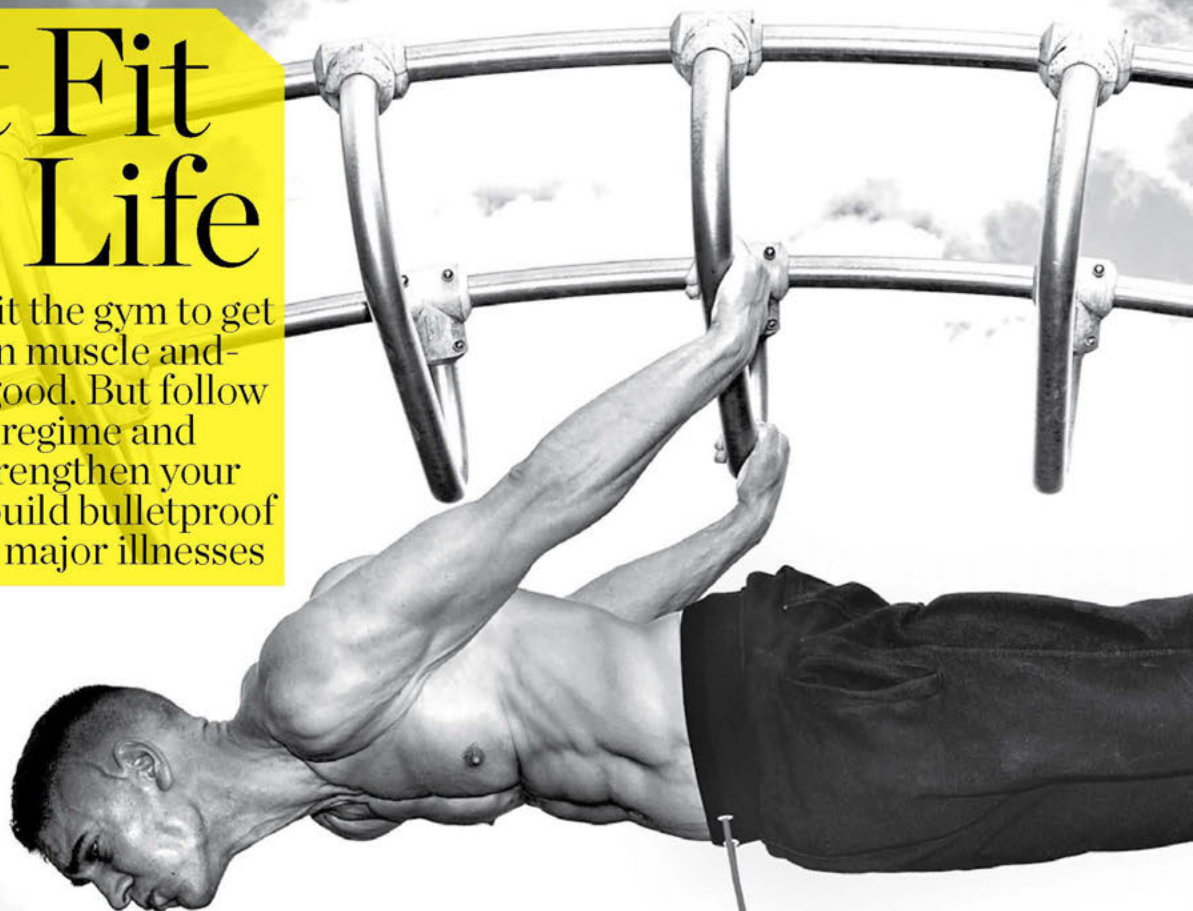 Fit
Life
it the gym to get
n muscle and-
good. But follow
regime and
rengthen your
build bulletproof
major illnesses